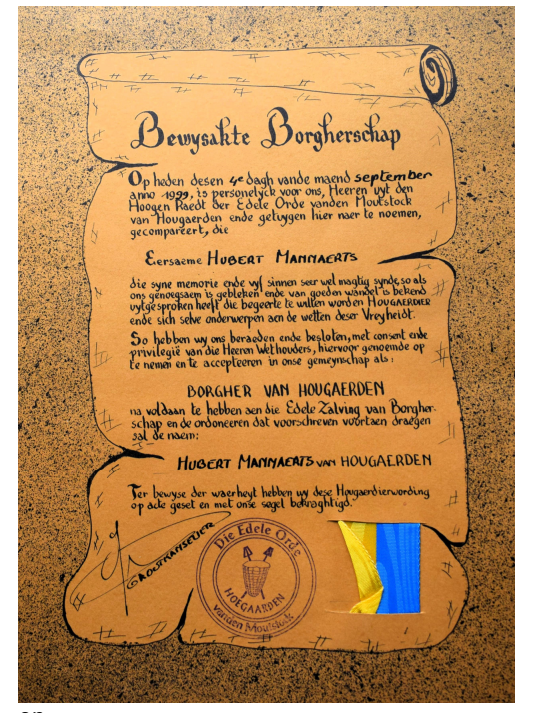 Bewysakte Borgherschap
Op heden desen 4e dagh vande maend september
anno 1999, is personelyck voor ons, Heeren uyt den
Hoogen Raedt der Edele Orde vanden Moutstock
van Hougaerden ende getuygen hier naer te noemen,
gecompareert, die
Eersaeme HUBERT MANNAERTS
die syne memorie ende vyf sinnen seer wel magtig synde, so als
ons genoegsaem is gebleken ende van goeden wandel is bekend
uytgesproken heeft die begeerte te willen worden HOUGAERDIER
ende sich selve onderwerpen aen de wetten deser Vreyheidt.
So hebben wy ons beraeden ende besloten, met consent ende
privilegie van die Heeren Wethouders, hiervoor genoemde op
te nemen en te accepteeren in onse gemeynschap als:
BORGHER VAN HOUGAERDEN
na voldaan te hebben aen die Edele Zalving van Borgher-
schap en de ordoneeren dat voorschreven voortaen draegen
sal de naem:
HUBERT MANNAERTS VAN HOUGAERDEN
Ter bewyse der waerheyt hebben wy dese Hougaerdierwording
op acte geset en met onse segel bekraghtigd.
Die Edele Orde
HOEGAARDEN
vanden Moutstock